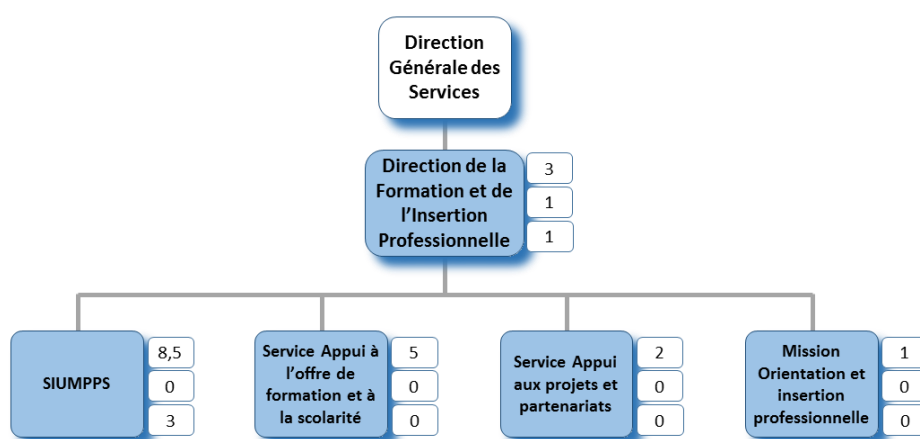 Direction
Générale des
Services
Direction de la
Formation et de
l'Insertion
Professionnelle
3
1
1
SIUMPPS
8,5
0
3
Service Appui à
l'offre de
formation et à
la scolarité
5
0
0
Service Appui
aux projets et
partenariats
2
0
0
Mission
Orientation et
insertion
professionnelle
1
0
0